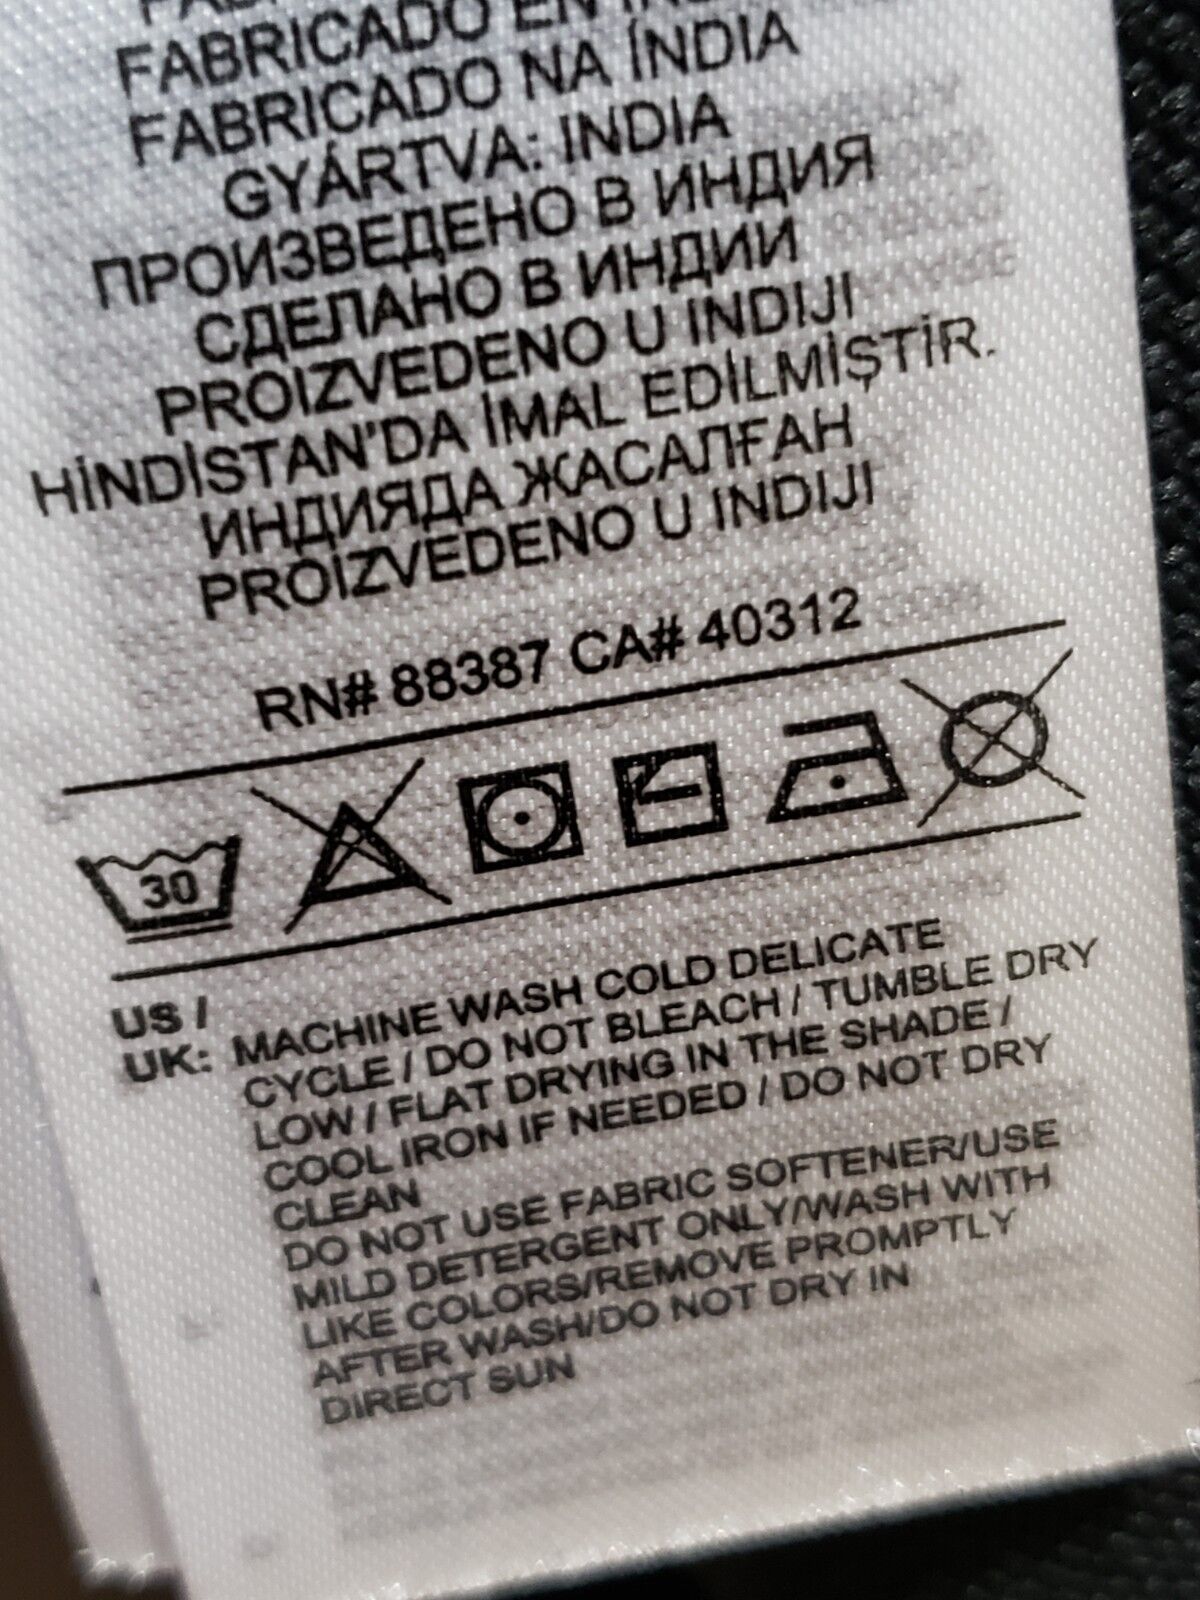 FABRICADO EN
FABRICADO NA ÍNDIA
GYÁRTVA: INDIA
ПРОИЗВЕДЕНО В ИНДИЯ
СДЕЛАНО В ИНДИИ
PROIZVEDENO U INDIJI
HİNDİSTAN'DA İMAL EDİLMİŞTİR.
ИНДИЯДА ЖАСАЛҒАН
PROIZVEDENO U INDIJI
RN# 88387 CA# 40312
30
US /
UK: MACHINE WASH COLD DELICATE
CYCLE / DO NOT BLEACH / TUMBLE DRY
LOW / FLAT DRYING IN THE SHADE /
COOL IRON IF NEEDED / DO NOT DRY
CLEAN
DO NOT USE FABRIC SOFTENER/USE
MILD DETERGENT ONLY/WASH WITH
LIKE COLORS/REMOVE PROMPTLY
AFTER WASH/DO NOT DRY IN
DIRECT SUN